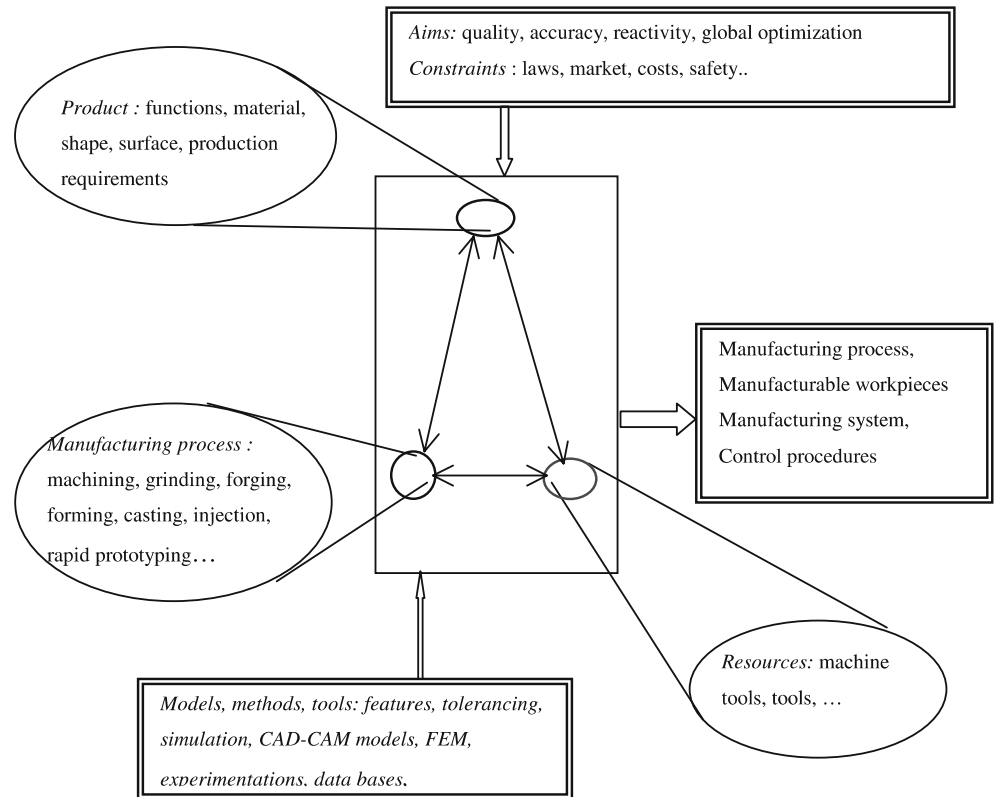 Aims: quality, accuracy, reactivity, global optimization
Constraints : laws, market, costs, safety..
Product : functions, material,
shape, surface, production
requirements
Manufacturing process,
Manufacturable workpieces
Manufacturing system,
Control procedures
Manufacturing process :
machining, grinding, forging,
forming, casting, injection,
rapid prototyping…
Resources: machine
tools, tools, …
Models, methods, tools: features, tolerancing,
simulation, CAD-CAM models, FEM,
experimentations, data bases.